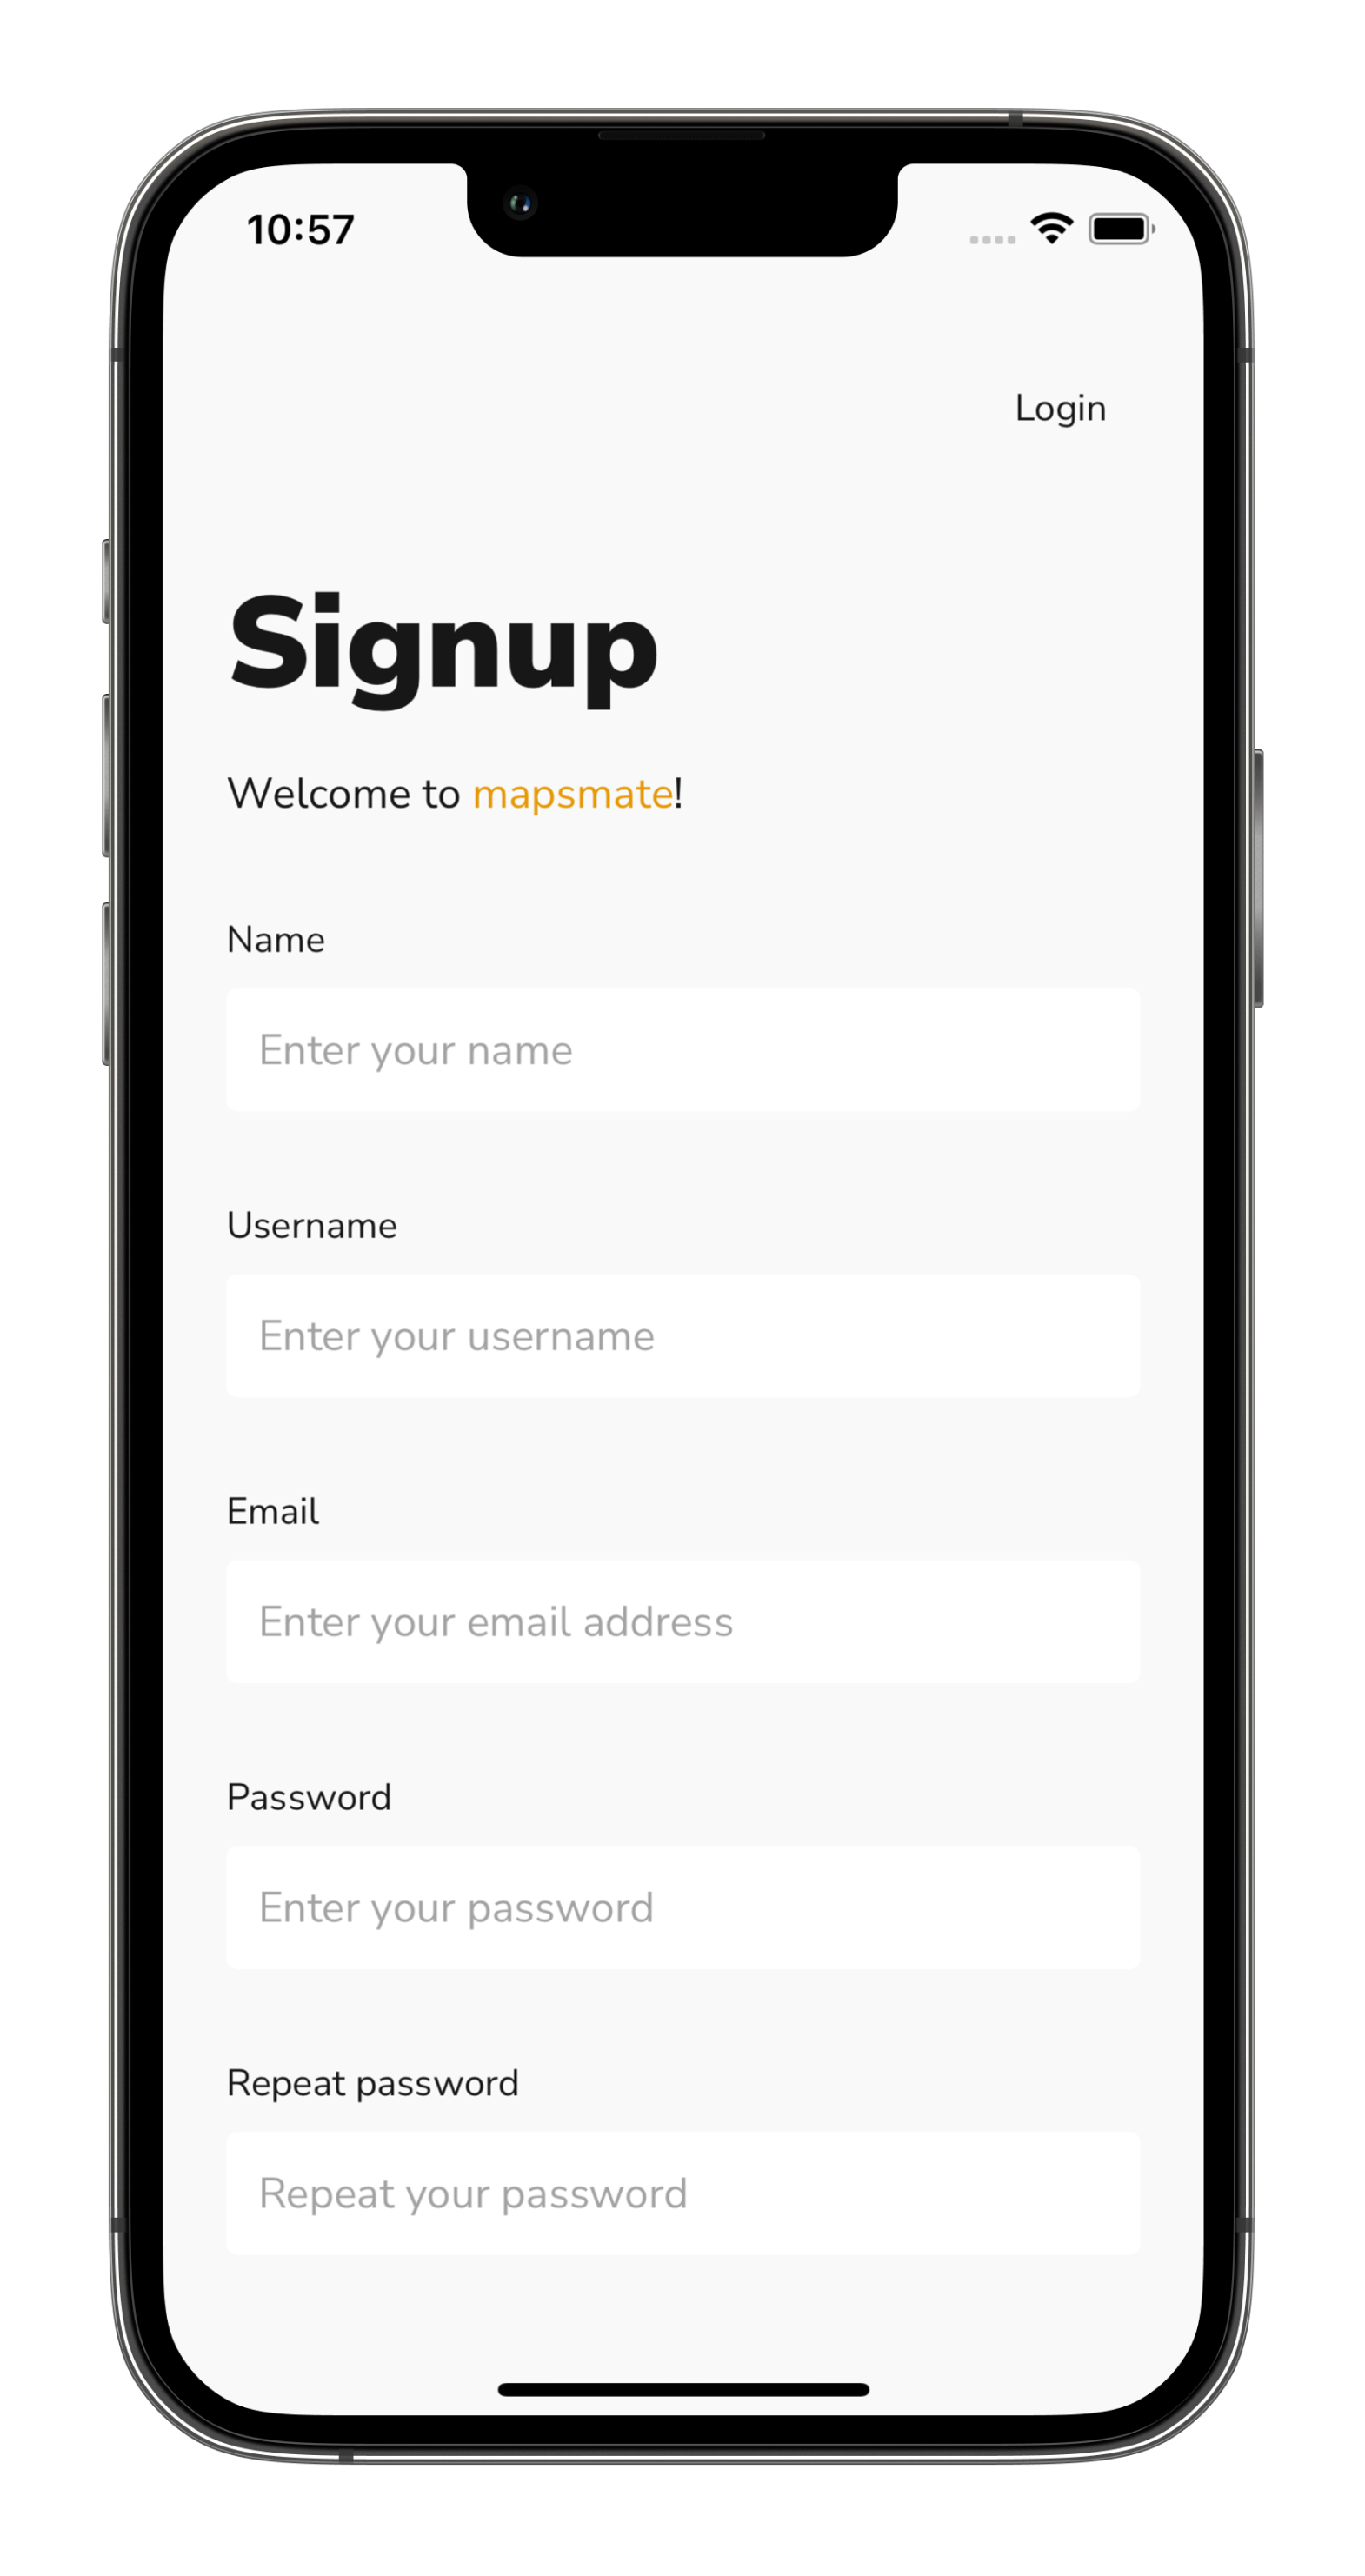 10:57
Login
Signup
Welcome to mapsmate!
Name
Enter your name
Username
Enter your username
Email
Enter your email address
Password
Enter your password
Repeat password
Repeat your password